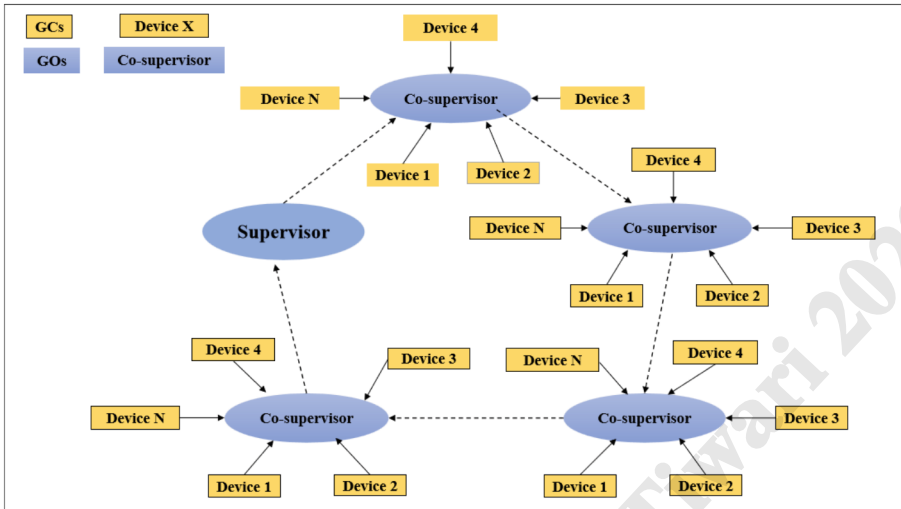 GCs
Device X
GOs
Co-supervisor
Device 4
Device N
Co-supervisor
Device 3
Device 1
Device 2
Device 4
Supervisor
Device N
Co-supervisor
Device 3
Device 1
Device 2
Device 4
Device 3
Device N
Device 4
Device N
Co-supervisor
Co-supervisor
Device 3
Device 1
Device 2
Device 1
Device 2
Tiwari 202